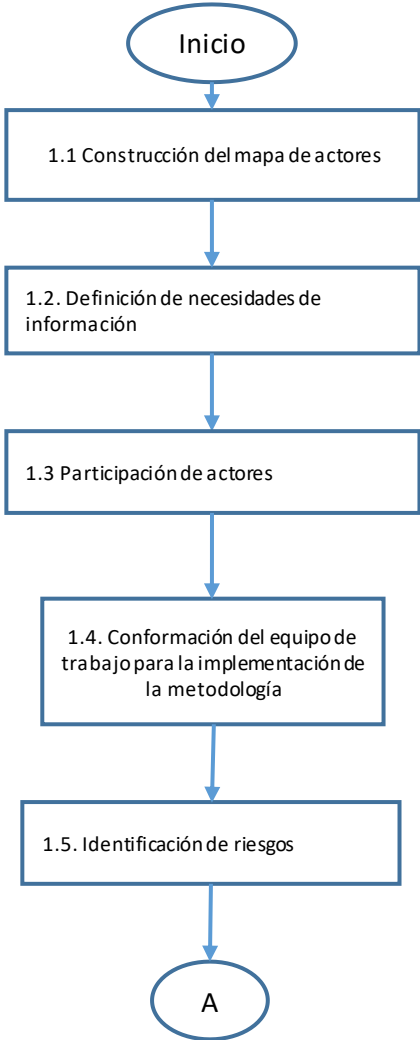 Inicio
1.1 Construcción del mapa de actores
1.2. Definición de necesidades de
información
1.3 Participación de actores
1.4. Conformación del equipo de
trabajo para la implementación de
la metodología
1.5. Identificación de riesgos
A